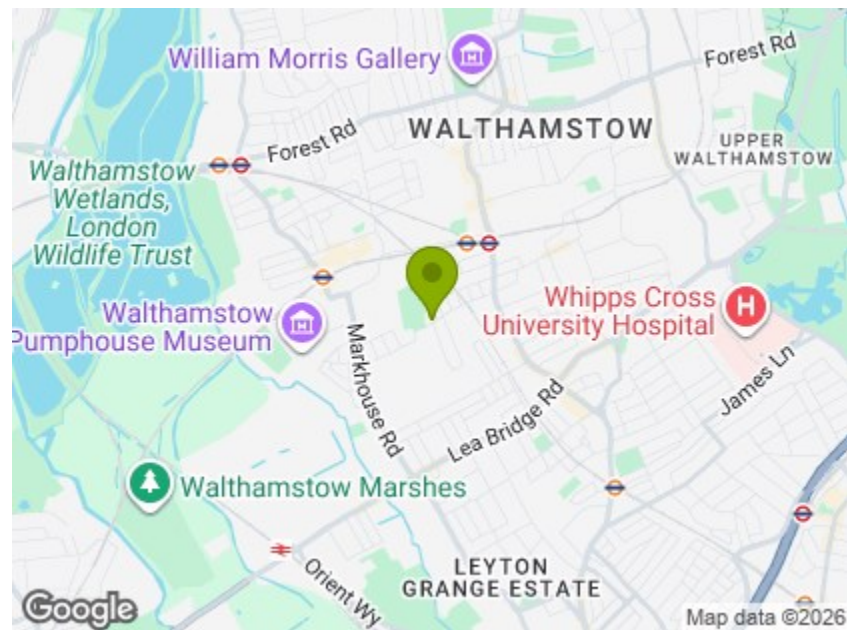 William Morris Gallery
Forest Rd
WALTHAMSTOW
UPPER
WALTHAMSTOW
Forest Rd
Walthamstow
Wetlands,
London
Wildlife Trust
Walthamstow
Pumphouse Museum
Whipps Cross
University Hospital
H
Markhouse Rd
James Ln
Lea Bridge Rd
Walthamstow Marshes
LEYTON
GRANGE ESTATE
Orient Wy
Google
Map data ©2026